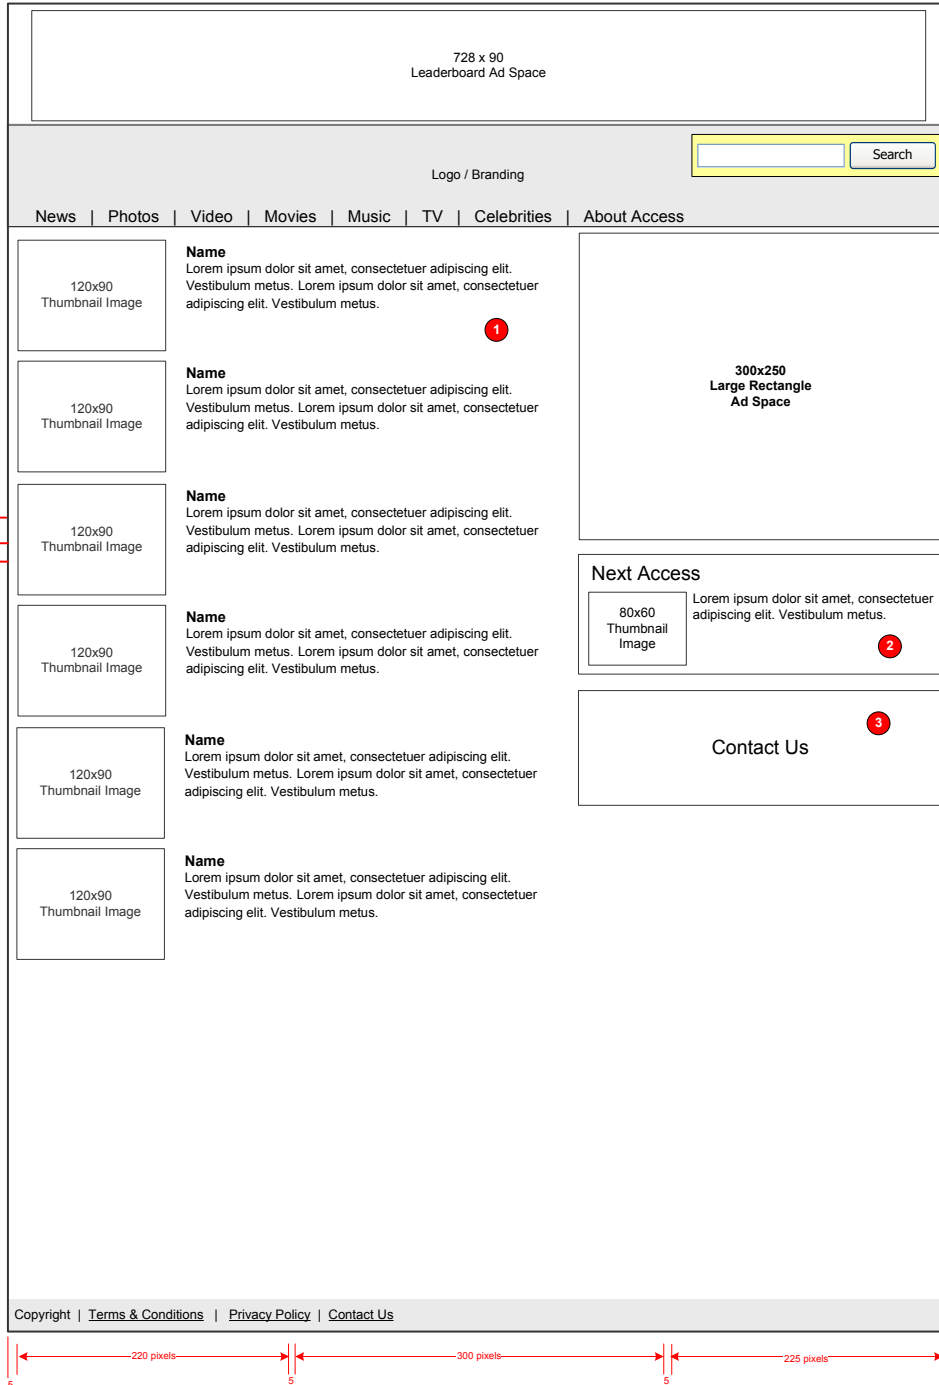 728 x 90
Leaderboard Ad Space
Search
Logo / Branding
News | Photos | Video | Movies | Music | TV | Celebrities | About Access
120x90
Thumbnail Image
Name
Lorem ipsum dolor sit amet, consectetuer adipiscing elit.
Vestibulum metus. Lorem ipsum dolor sit amet, consectetuer
adipiscing elit. Vestibulum metus.
1
120x90
Thumbnail Image
Name
Lorem ipsum dolor sit amet, consectetuer adipiscing elit.
Vestibulum metus. Lorem ipsum dolor sit amet, consectetuer
adipiscing elit. Vestibulum metus.
120x90
Thumbnail Image
Name
Lorem ipsum dolor sit amet, consectetuer adipiscing elit.
Vestibulum metus. Lorem ipsum dolor sit amet, consectetuer
adipiscing elit. Vestibulum metus.
120x90
Thumbnail Image
Name
Lorem ipsum dolor sit amet, consectetuer adipiscing elit.
Vestibulum metus. Lorem ipsum dolor sit amet, consectetuer
adipiscing elit. Vestibulum metus.
120x90
Thumbnail Image
Name
Lorem ipsum dolor sit amet, consectetuer adipiscing elit.
Vestibulum metus. Lorem ipsum dolor sit amet, consectetuer
adipiscing elit. Vestibulum metus.
120x90
Thumbnail Image
Name
Lorem ipsum dolor sit amet, consectetuer adipiscing elit.
Vestibulum metus. Lorem ipsum dolor sit amet, consectetuer
adipiscing elit. Vestibulum metus.
300x250
Large Rectangle
Ad Space
Next Access
80x60
Thumbnail
Image
Lorem ipsum dolor sit amet, consectetuer
adipiscing elit. Vestibulum metus.
2
3
Contact Us
Copyright | Terms & Conditions | Privacy Policy | Contact Us
220 pixels
300 pixels
225 pixels
5
5
5